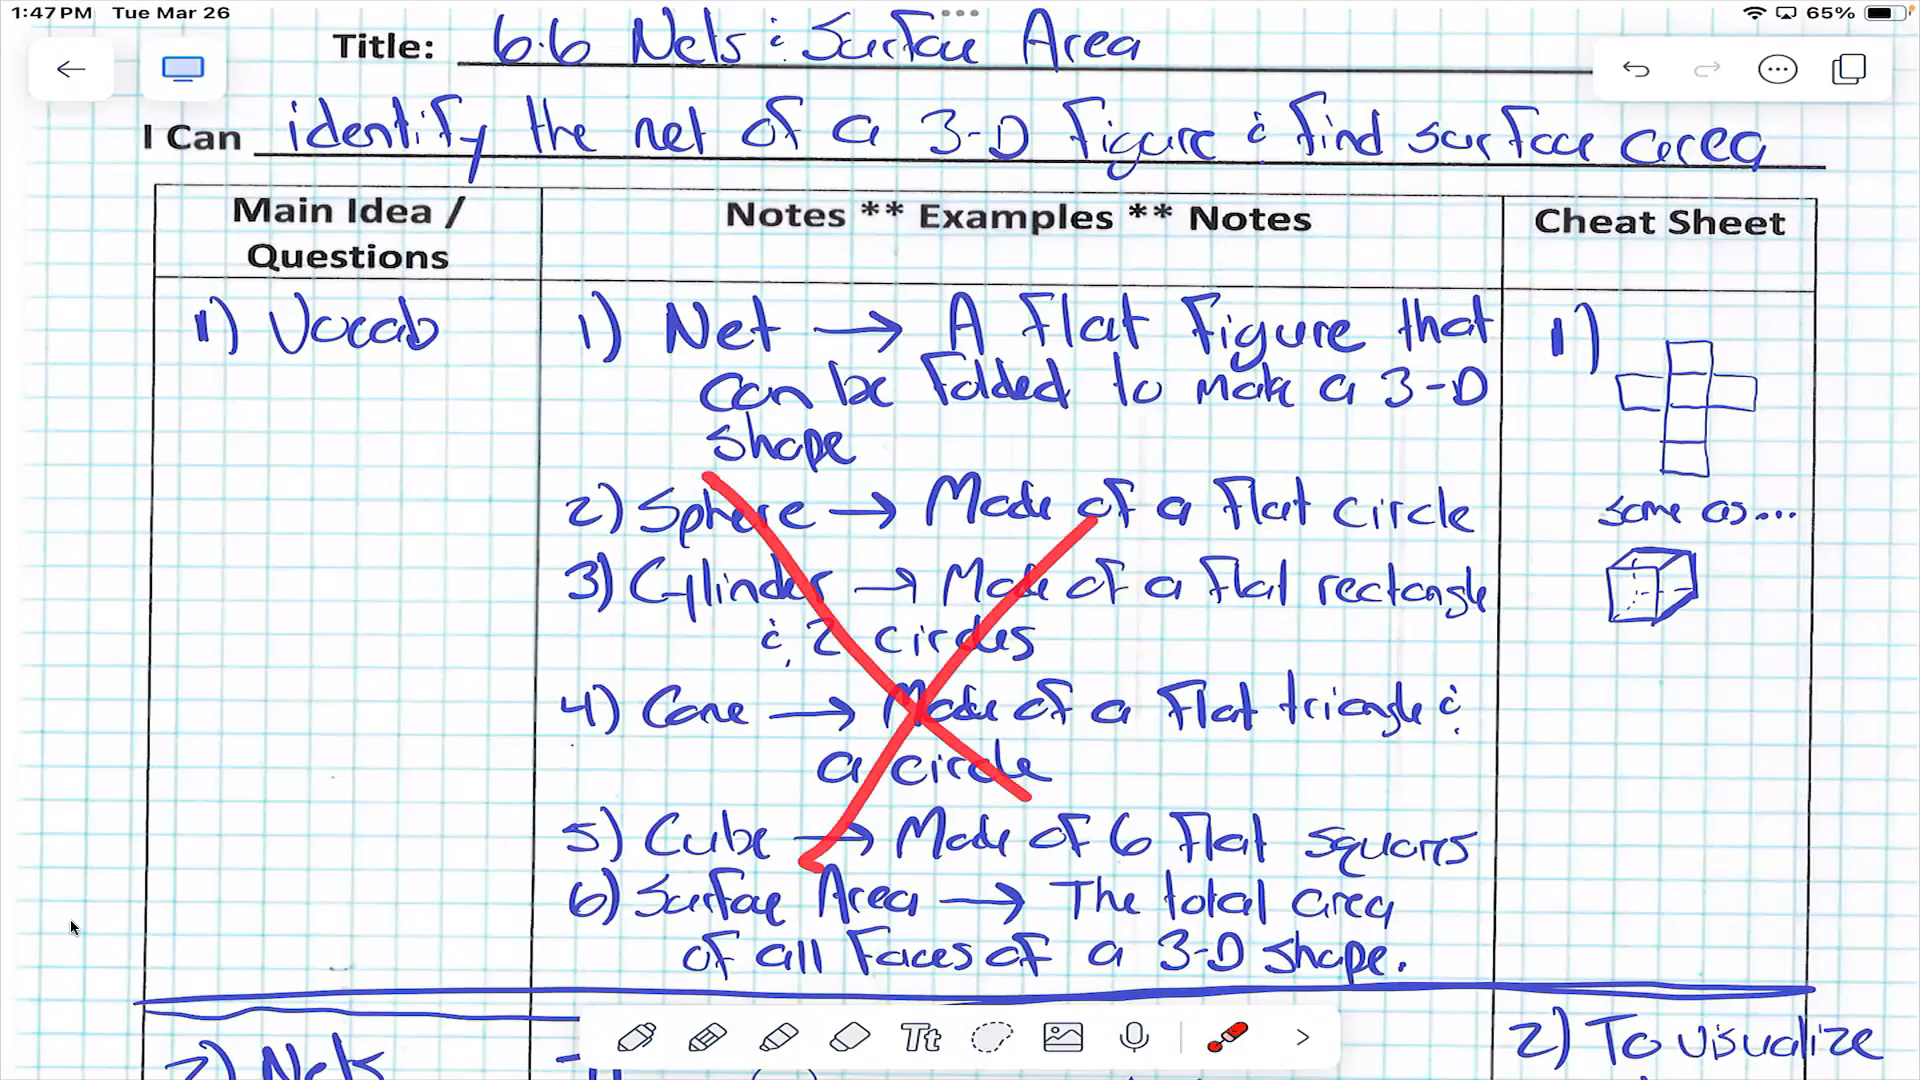 1:47 PM Tue Mar 26
65%
Title: 6.6 Nets & Surface Area
I Can identify the net of a 3-D figure & find surface area
Main Idea / Questions
Notes ** Examples ** Notes
Cheat Sheet
1) Vocab
1) Net → A flat figure that
can be folded to make a 3-D
shape
2) Sphere → Made of a flat circle
3) Cylinder → Made of a flat rectangle
& 2 circles
4) Cone → Made of a flat triangle &
a circle
5) Cube → Made of 6 flat squares
6) Surface Area → The total area
of all faces of a 3-D shape.
1)
same as...
2) Nets
2) To visualize
Tt